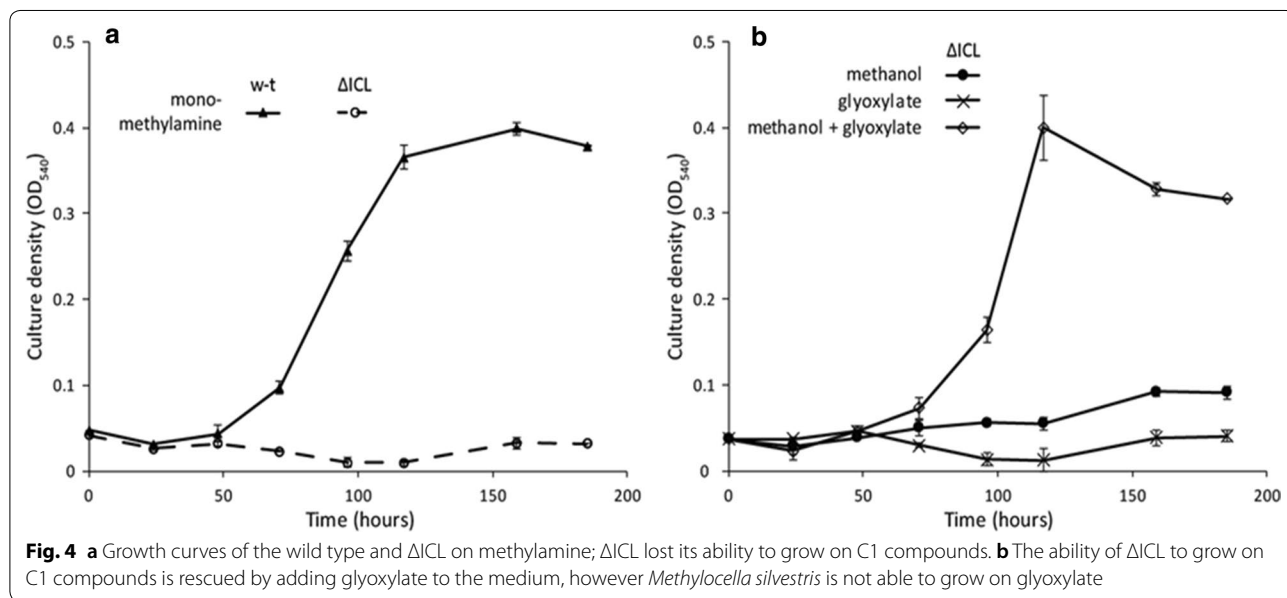 a
0.5
0.4
0.3
0.2
0.1
0
Culture density (OD540)
w-t ΔICL
mono-
methylamine
0 50 100 150 200
Time (hours)
b
0.5
0.4
0.3
0.2
0.1
0
Culture density (OD540)
ΔICL
methanol
glyoxylate
methanol + glyoxylate
0 50 100 150 200
Time (hours)
Fig. 4 a Growth curves of the wild type and ΔICL on methylamine; ΔICL lost its ability to grow on C1 compounds. b The ability of ΔICL to grow on
C1 compounds is rescued by adding glyoxylate to the medium, however Methylocella silvestris is not able to grow on glyoxylate